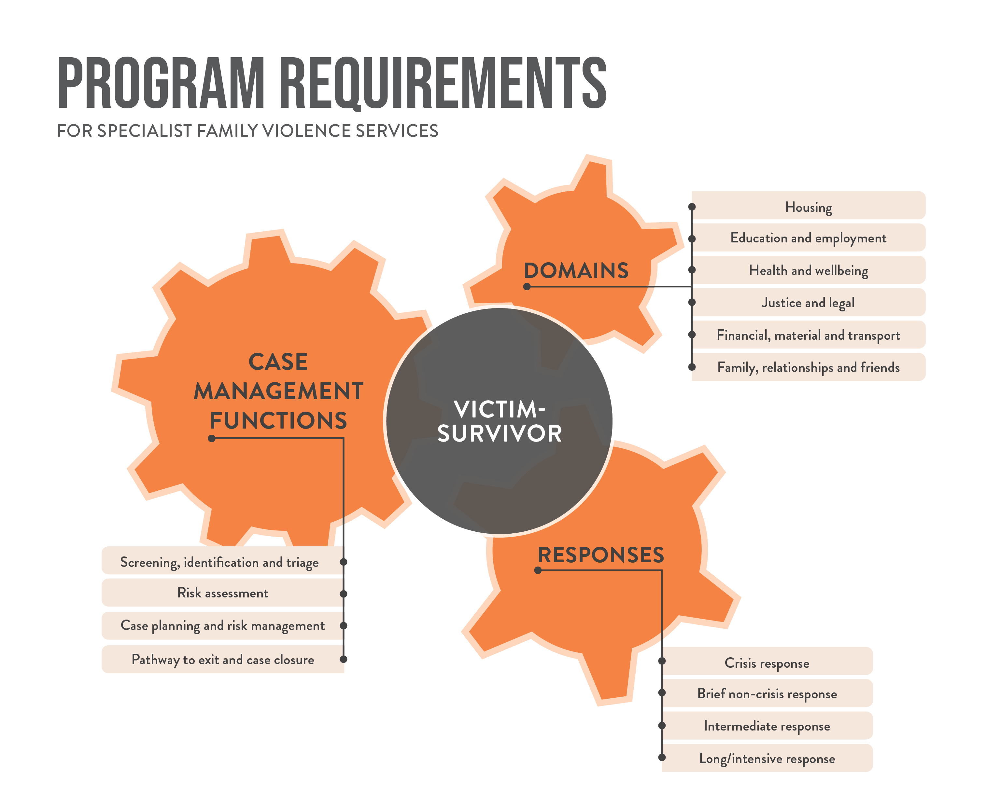 PROGRAM REQUIREMENTS
FOR SPECIALIST FAMILY VIOLENCE SERVICES
DOMAINS
Housing
Education and employment
Health and wellbeing
Justice and legal
Financial, material and transport
Family, relationships and friends
CASE
MANAGEMENT
FUNCTIONS
VICTIM-
SURVIVOR
Screening, identification and triage
Risk assessment
Case planning and risk management
Pathway to exit and case closure
RESPONSES
Crisis response
Brief non-crisis response
Intermediate response
Long/intensive response